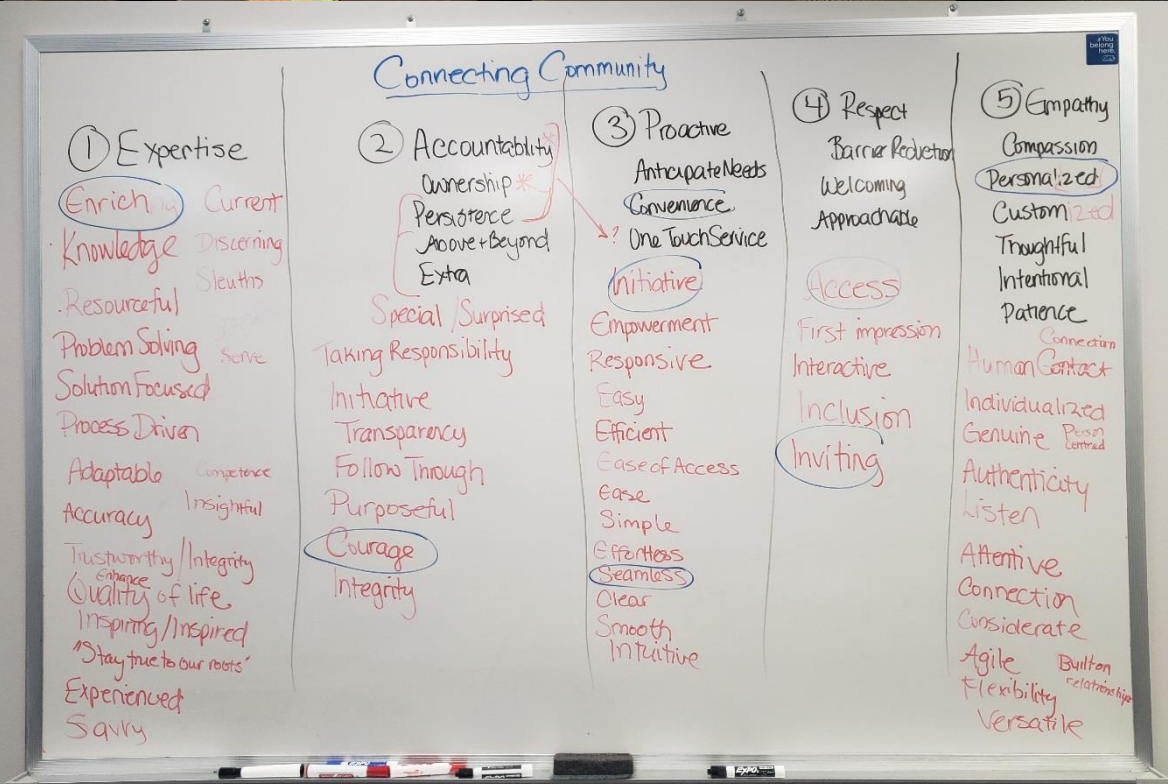 Connecting Community
#You
belong
here.
① Expertise
Enrich
Current
Knowledge
Discerning
Sleuths
Resourceful
Problem Solving
Serve
Solution Focused
Process Driven
Adaptable
Competence
Insightful
Accuracy
Trustworthy/Integrity
Enhance
Quality of life
Inspiring/Inspired
"Stay true to our roots"
Experienced
Savvy
② Accountability
Ownership *
Persistence
Above + Beyond
Extra
Special/Surprised
Taking Responsibility
Initiative
Transparency
Follow Through
Purposeful
Courage
Integrity
③ Proactive
Anticipate Needs
Convenience
? One Touch Service
Initiative
Empowerment
Responsive
Easy
Efficient
Ease of Access
Ease
Simple
Effortless
Seamless
Clear
Smooth
Intuitive
④ Respect
Barrier Reduction
Welcoming
Approachable
Access
First impression
Interactive
Inclusion
Inviting
⑤ Empathy
Compassion
Personalized
Customized
Thoughtful
Intentional
Patience
Connection
Human Contact
Individualized
Genuine
Person
centred
Authenticity
Listen
Attentive
Connection
Considerate
Agile
Built on
relationships
Flexibility
Versatile
EXPO
EXPO